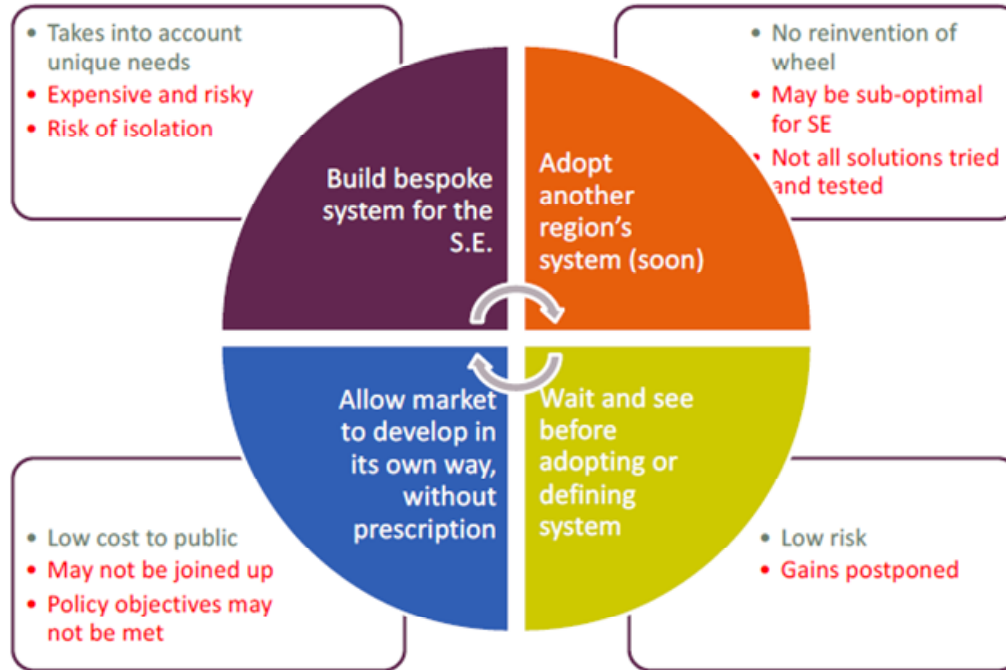 • Takes into account
unique needs
• Expensive and risky
• Risk of isolation
Build bespoke
system for the
S.E.
• No reinvention of
wheel
• May be sub-optimal
for SE
• Not all solutions tried
and tested
Adopt
another
region's
system (soon)
Allow market
to develop in
its own way,
without
prescription
• Low cost to public
• May not be joined up
• Policy objectives may
not be met
Wait and see
before
adopting or
defining
system
• Low risk
• Gains postponed